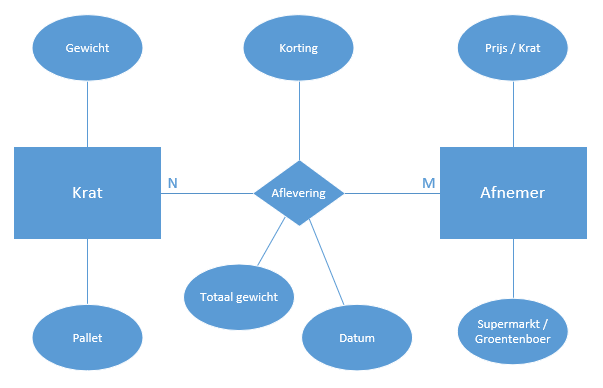 Gewicht
Korting
Prijs / Krat
Krat
N
Aflevering
M
Afnemer
Totaal gewicht
Pallet
Datum
Supermarkt /
Groentenboer